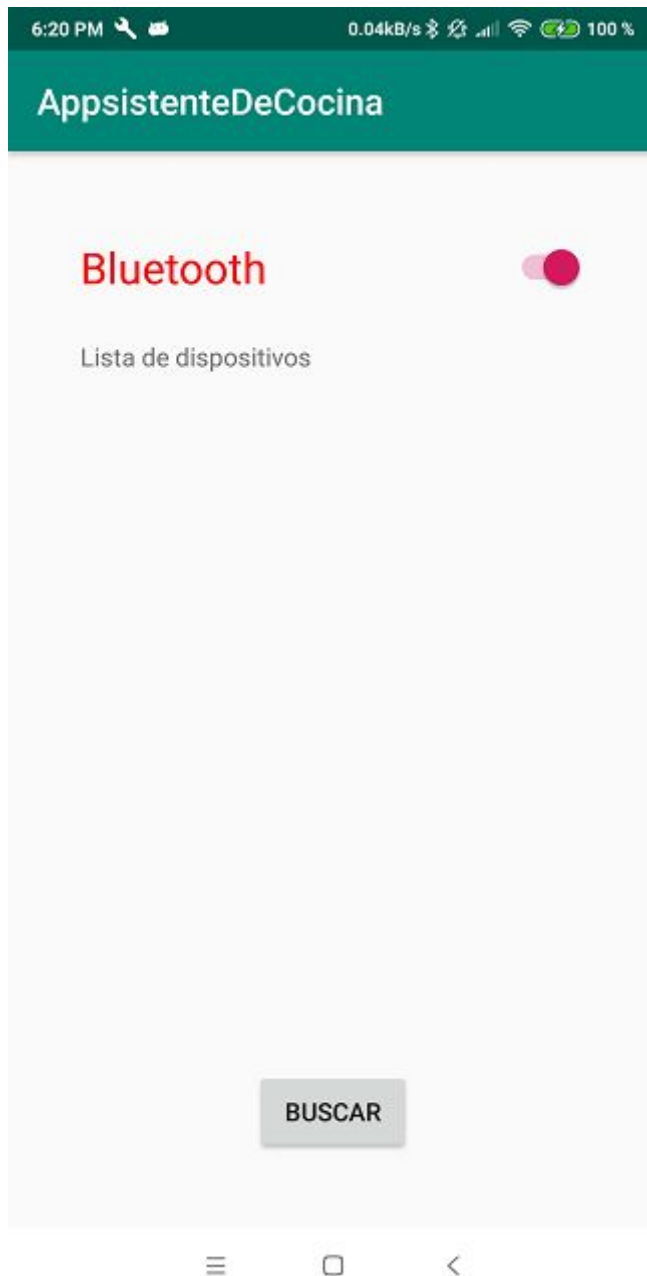 6:20 PM 0.04kB/s 100 %
AppsistenteDeCocina
Bluetooth
Lista de dispositivos
BUSCAR